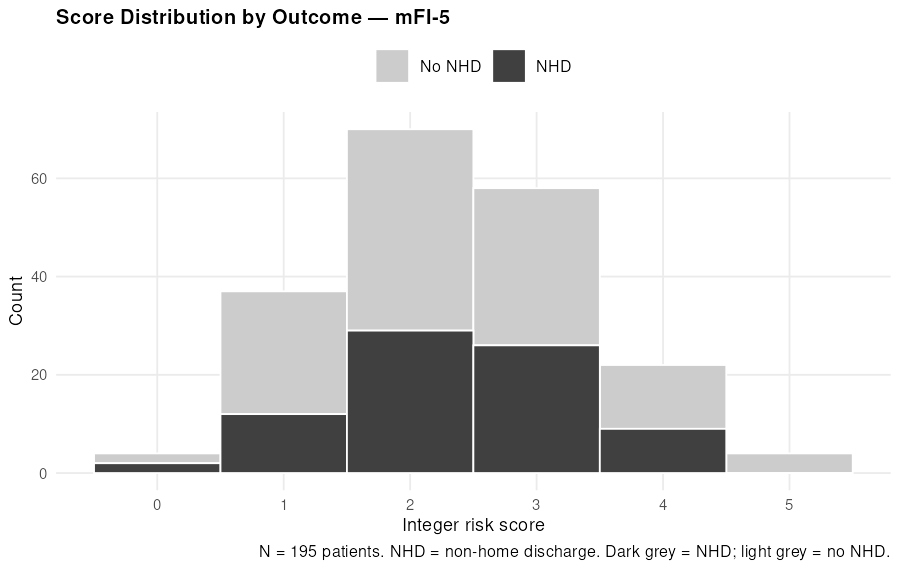 Score Distribution by Outcome — mFI-5
No NHD
NHD
Count
60
40
20
0
0 1 2 3 4 5
Integer risk score
N = 195 patients. NHD = non-home discharge. Dark grey = NHD; light grey = no NHD.